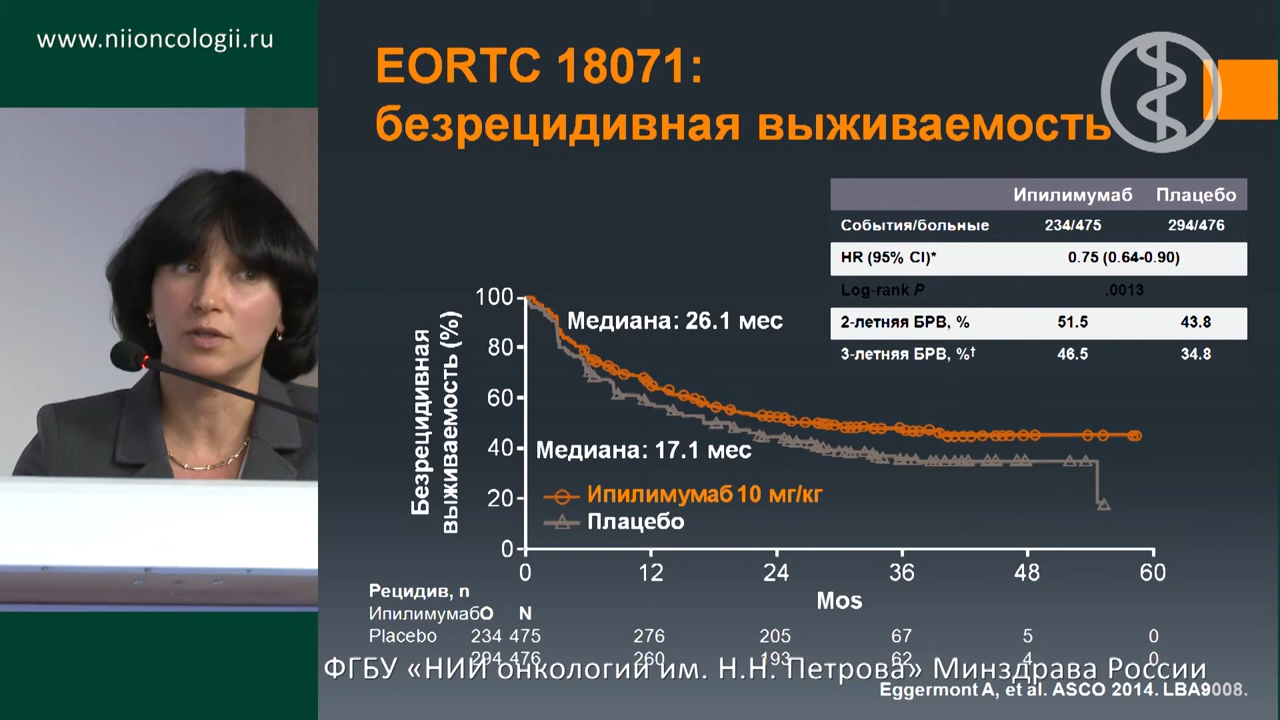 www.niioncologii.ru
EORTC 18071:
безрецидивная выживаемость
Ипилимумаб Плацебо
События/больные 234/475 294/476
HR (95% CI)* 0.75 (0.64-0.90)
Log-rank P .0013
2-летняя БРВ, % 51.5 43.8
3-летняя БРВ, %† 46.5 34.8
Безрецидивная
выживаемость (%)
100
80
60
40
20
0
Медиана: 26.1 мес
Медиана: 17.1 мес
Ипилимумаб 10 мг/кг
Плацебо
0 12 24 36 48 60
Mos
Рецидив, n
Ипилимумаб O N
Placebo 234 475 276 205 67 5 0
294 476 260 193 62 4 0
ФГБУ «НИИ онкологии им. Н.Н. Петрова» Минздрава России
Eggermont A, et al. ASCO 2014. LBA9008.